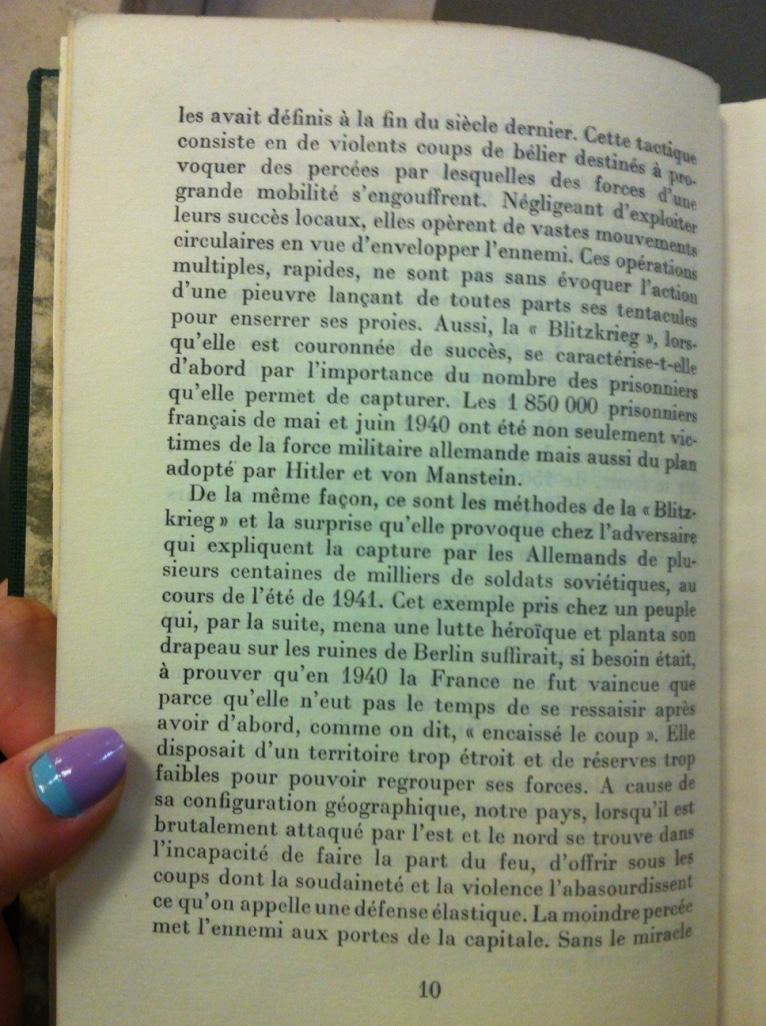 les avait définis à la fin du siècle dernier. Cette tactique
consiste en de violents coups de bélier destinés à pro-
voquer des percées par lesquelles des forces d'une
grande mobilité s'engouffrent. Négligeant d'exploiter
leurs succès locaux, elles opèrent de vastes mouvements
circulaires en vue d'envelopper l'ennemi. Ces opérations
multiples, rapides, ne sont pas sans évoquer l'action
d'une pieuvre lançant de toutes parts ses tentacules
pour enserrer ses proies. Aussi, la « Blitzkrieg », lors-
qu'elle est couronnée de succès, se caractérise-t-elle
d'abord par l'importance du nombre des prisonniers
qu'elle permet de capturer. Les 1 850 000 prisonniers
français de mai et juin 1940 ont été non seulement vic-
times de la force militaire allemande mais aussi du plan
adopté par Hitler et von Manstein.
De la même façon, ce sont les méthodes de la « Blitz-
krieg » et la surprise qu'elle provoque chez l'adversaire
qui expliquent la capture par les Allemands de plu-
sieurs centaines de milliers de soldats soviétiques, au
cours de l'été de 1941. Cet exemple pris chez un peuple
qui, par la suite, mena une lutte héroïque et planta son
drapeau sur les ruines de Berlin suffirait, si besoin était,
à prouver qu'en 1940 la France ne fut vaincue que
parce qu'elle n'eut pas le temps de se ressaisir après
avoir d'abord, comme on dit, « encaissé le coup ». Elle
disposait d'un territoire trop étroit et de réserves trop
faibles pour pouvoir regrouper ses forces. A cause de
sa configuration géographique, notre pays, lorsqu'il est
brutalement attaqué par l'est et le nord se trouve dans
l'incapacité de faire la part du feu, d'offrir sous les
coups dont la soudaineté et la violence l'abasourdissent
ce qu'on appelle une défense élastique. La moindre percée
met l'ennemi aux portes de la capitale. Sans le miracle
10